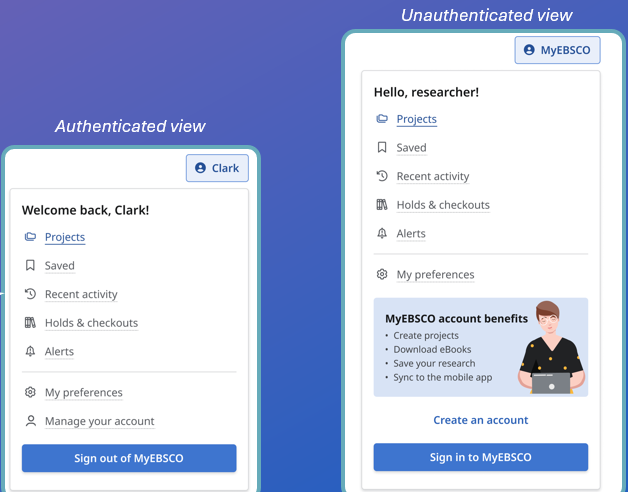 Unauthenticated view
MyEBSCO
Hello, researcher!
Projects
Saved
Recent activity
Holds & checkouts
Alerts
My preferences
MyEBSCO account benefits
• Create projects
• Download eBooks
• Save your research
• Sync to the mobile app
Create an account
Sign in to MyEBSCO
Authenticated view
Clark
Welcome back, Clark!
Projects
Saved
Recent activity
Holds & checkouts
Alerts
My preferences
Manage your account
Sign out of MyEBSCO